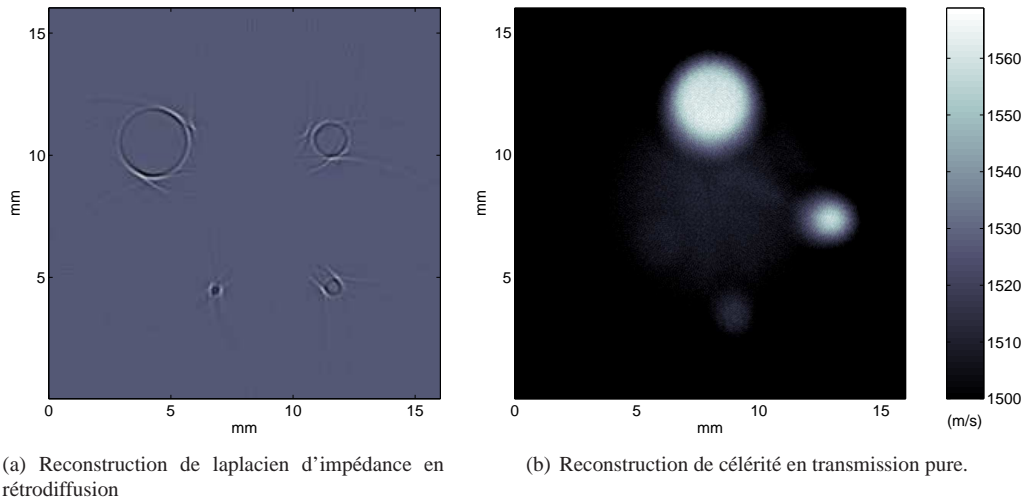 15
10
5
0
5
10
15
mm
mm
15
10
5
0
5
10
15
mm
mm
1560
1550
1540
1530
1520
1510
1500
(m/s)
(a) Reconstruction de laplacien d'impédance en
rétrodiffusion
(b) Reconstruction de célérité en transmission pure.